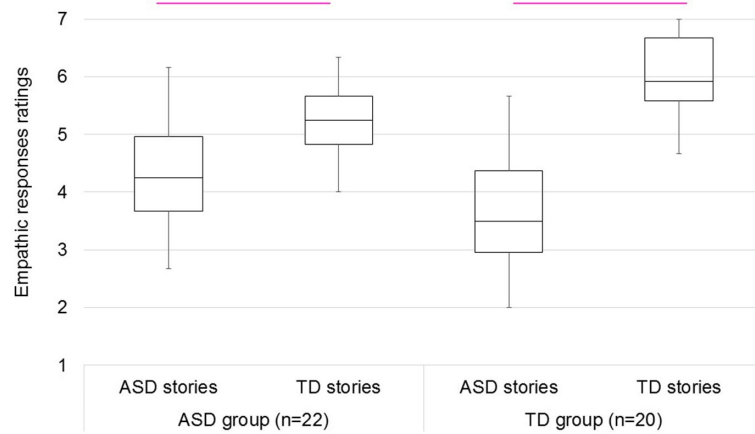 Empathic responses ratings
7
6
5
4
3
2
1
ASD stories TD stories ASD stories TD stories
ASD group (n=22) TD group (n=20)